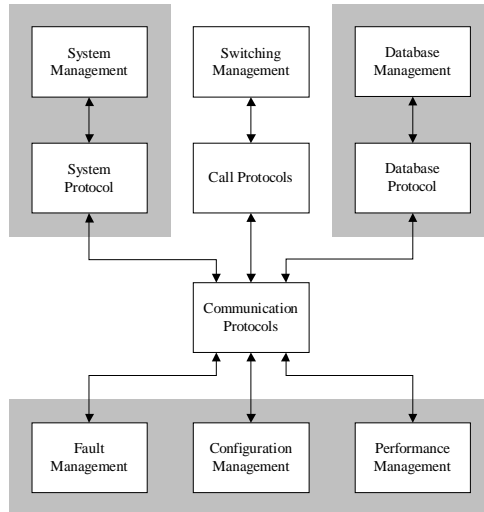 System
Management
Switching
Management
Database
Management
System
Protocol
Call Protocols
Database
Protocol
Communication
Protocols
Fault
Management
Configuration
Management
Performance
Management